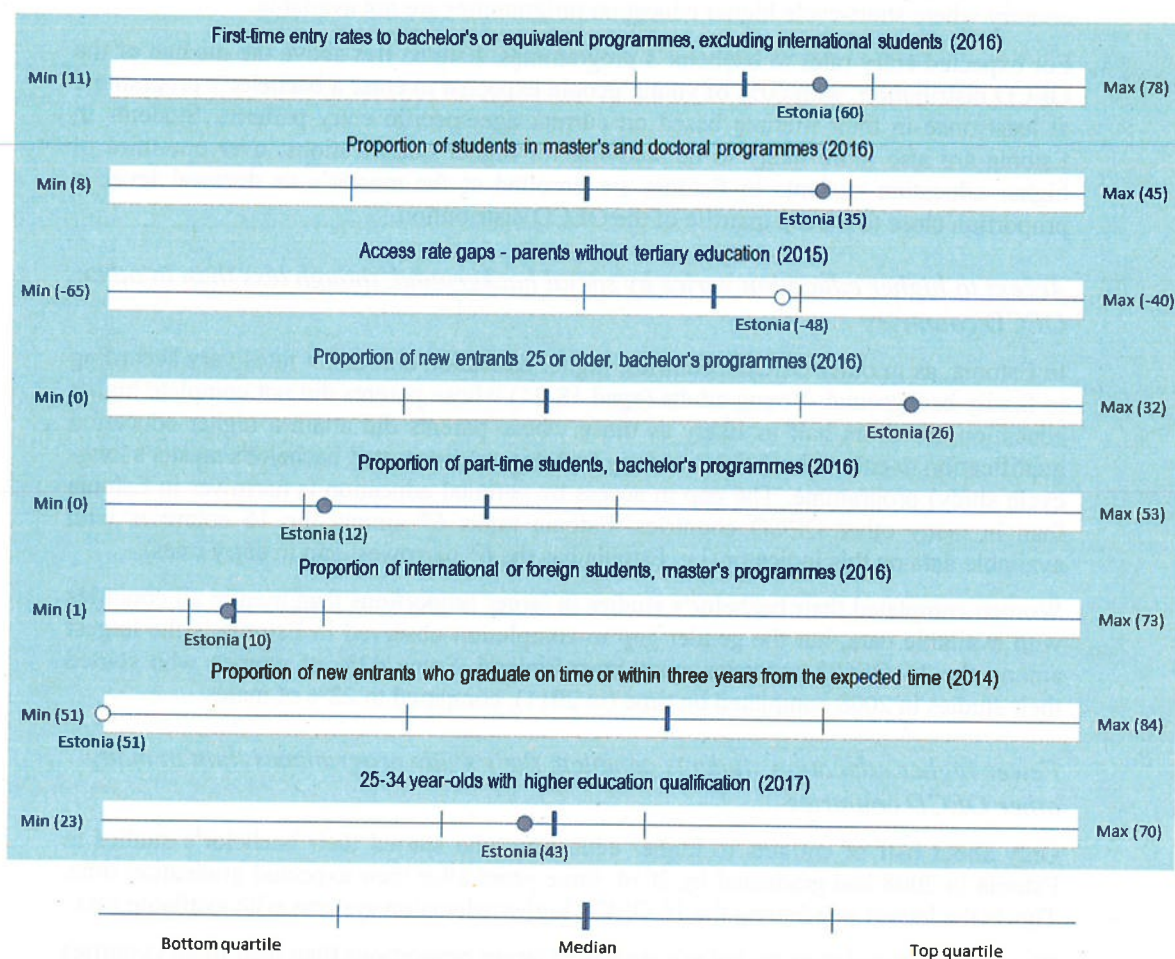 First-time entry rates to bachelor's or equivalent programmes, excluding international students (2016)
Min (11)
Max (78)
Estonia (60)
Proportion of students in master's and doctoral programmes (2016)
Min (8)
Max (45)
Estonia (35)
Access rate gaps - parents without tertiary education (2015)
Min (-65)
Max (-40)
Estonia (-48)
Proportion of new entrants 25 or older, bachelor's programmes (2016)
Min (0)
Max (32)
Estonia (26)
Proportion of part-time students, bachelor's programmes (2016)
Min (0)
Max (53)
Estonia (12)
Proportion of international or foreign students, master's programmes (2016)
Min (1)
Max (73)
Estonia (10)
Proportion of new entrants who graduate on time or within three years from the expected time (2014)
Min (51)
Max (84)
Estonia (51)
25-34 year-olds with higher education qualification (2017)
Min (23)
Max (70)
Estonia (43)
Bottom quartile
Median
Top quartile